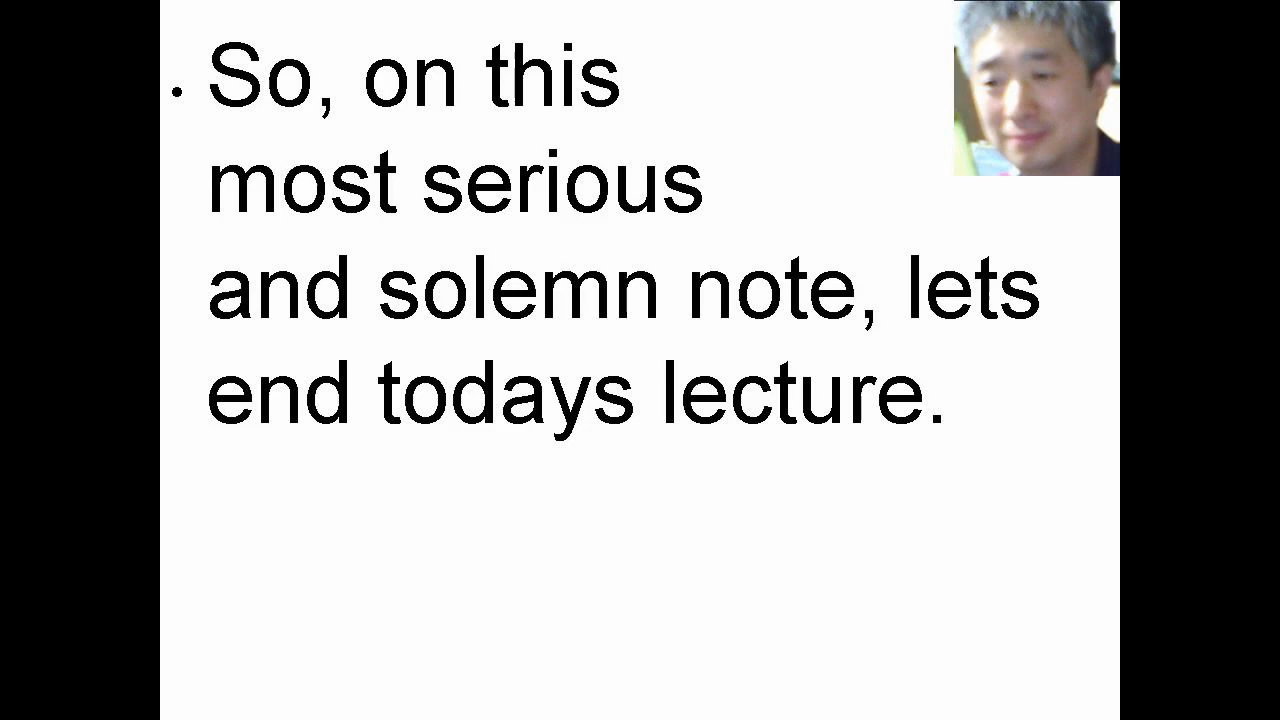 • So, on this
most serious
and solemn note, lets
end todays lecture.